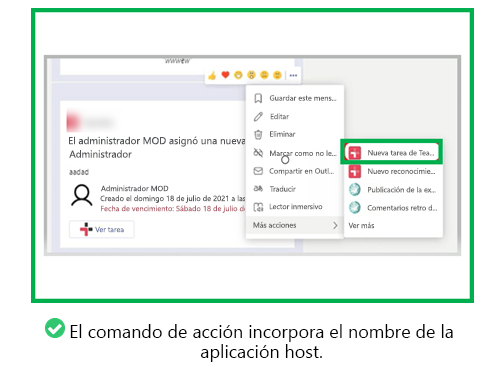 Guardar este mens...
Editar
Eliminar
El administrador MOD asignó una nueva
Administrador
Marcar como no le...
Nueva tarea de Tea...
Compartir en Outl...
Nuevo reconocimie...
aadad
Administrador MOD
Traducir
Publicación de la ex...
Creado el domingo 18 de julio de 2021 a las
Fecha de vencimiento: Sábado 18 de julio d
Lector inmersivo
Comentarios retro d...
Ver tarea
Más acciones
Ver más
El comando de acción incorpora el nombre de la
aplicación host.